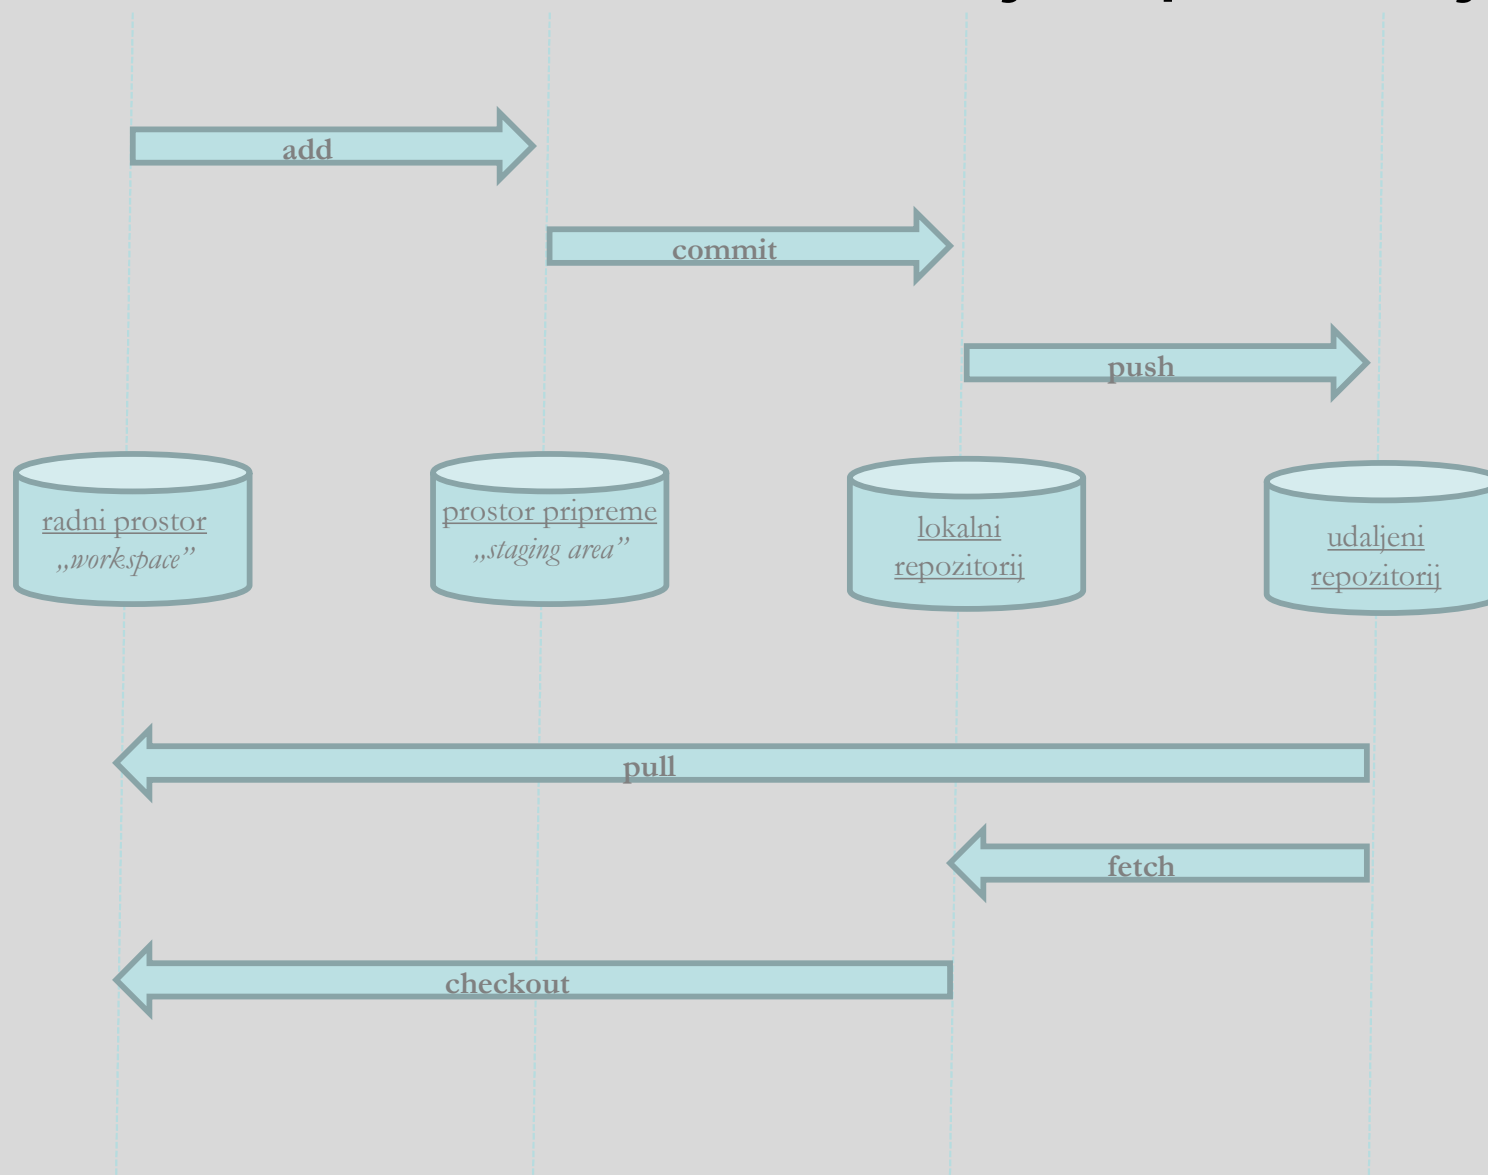 add
commit
push
radni prostor
„workspace”
prostor pripreme
„staging area”
lokalni
repozitorij
udaljeni
repozitorij
pull
fetch
checkout